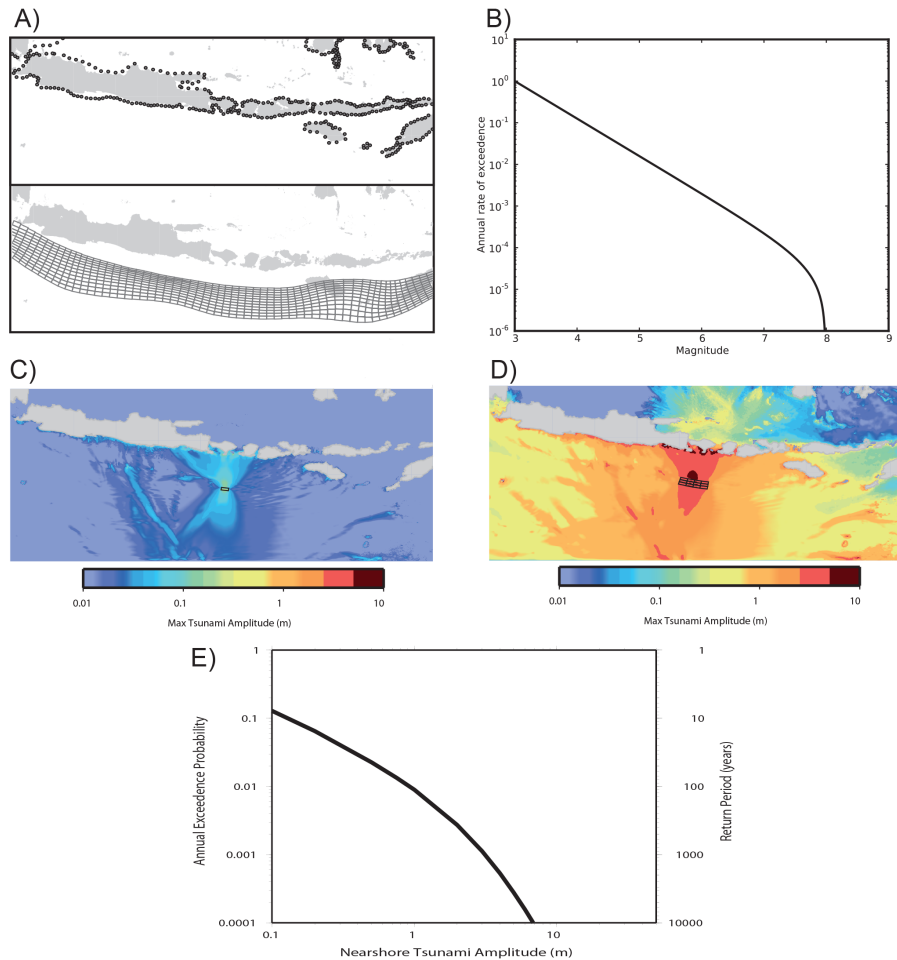 A)
B)
Annual rate of exceedence
10^1
10^0
10^-1
10^-2
10^-3
10^-4
10^-5
10^-6
3 4 5 6 7 8 9
Magnitude
C)
0.01 0.1 1 10
Max Tsunami Amplitude (m)
D)
0.01 0.1 1 10
Max Tsunami Amplitude (m)
E)
Annual Exceedence Probability
1
0.1
0.01
0.001
0.0001
0.1 1 10
Nearshore Tsunami Amplitude (m)
1
10
100
1000
10000
Return Period (years)